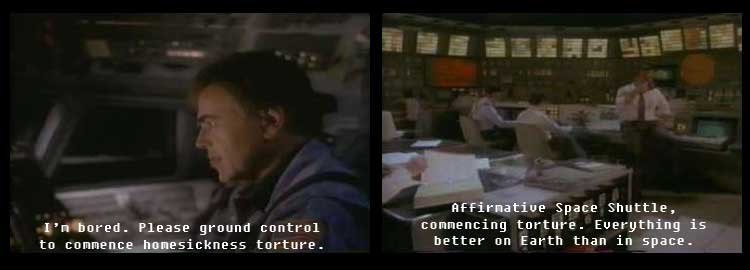 I'm bored. Please ground control
to commence homesickness torture.
Affirmative Space Shuttle,
commencing torture. Everything is
better on Earth than in space.